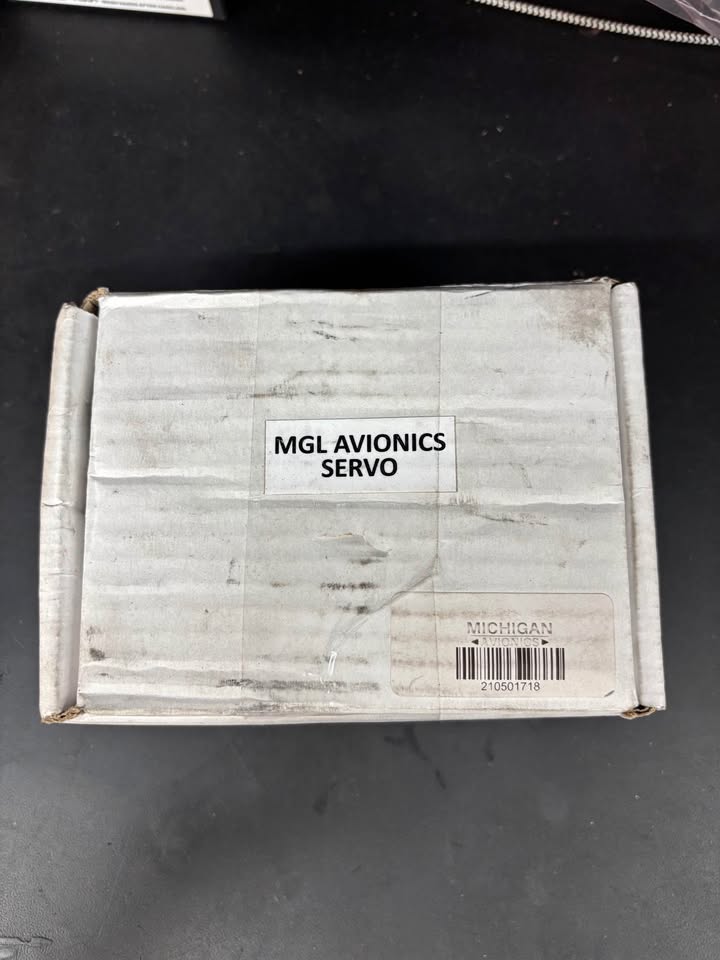 MGL AVIONICS
SERVO
MICHIGAN
AVIONICS
210501718